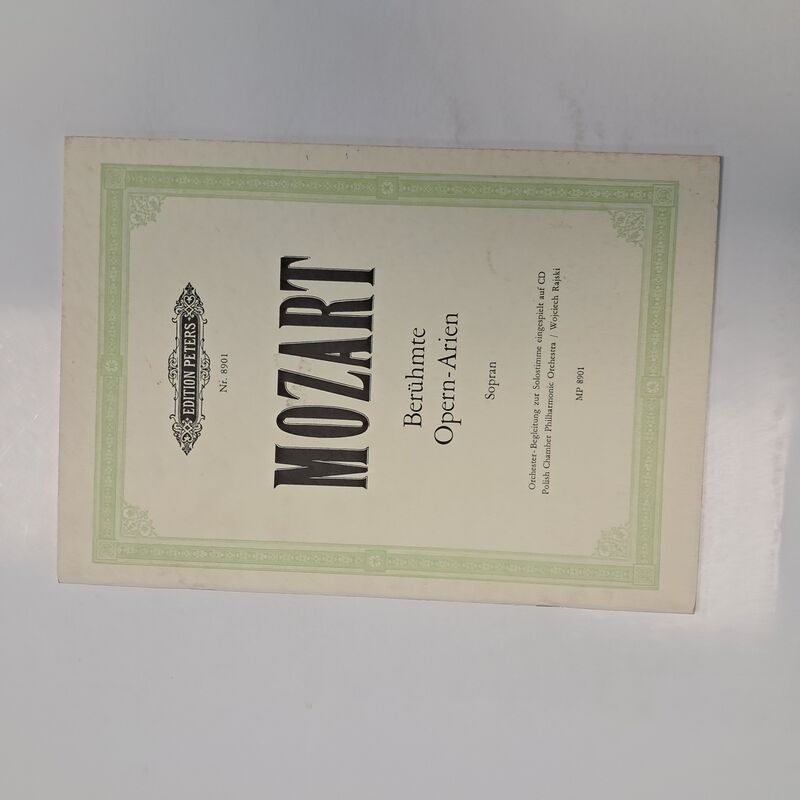 EDITION PETERS
Nr. 8901
MOZART
Berühmte
Opern-Arien
Sopran
Orchester-Begleitung zur Solostimme eingespielt auf CD
Polish Chamber Philharmonic Orchestra / Wojciech Rajski
MP 8901